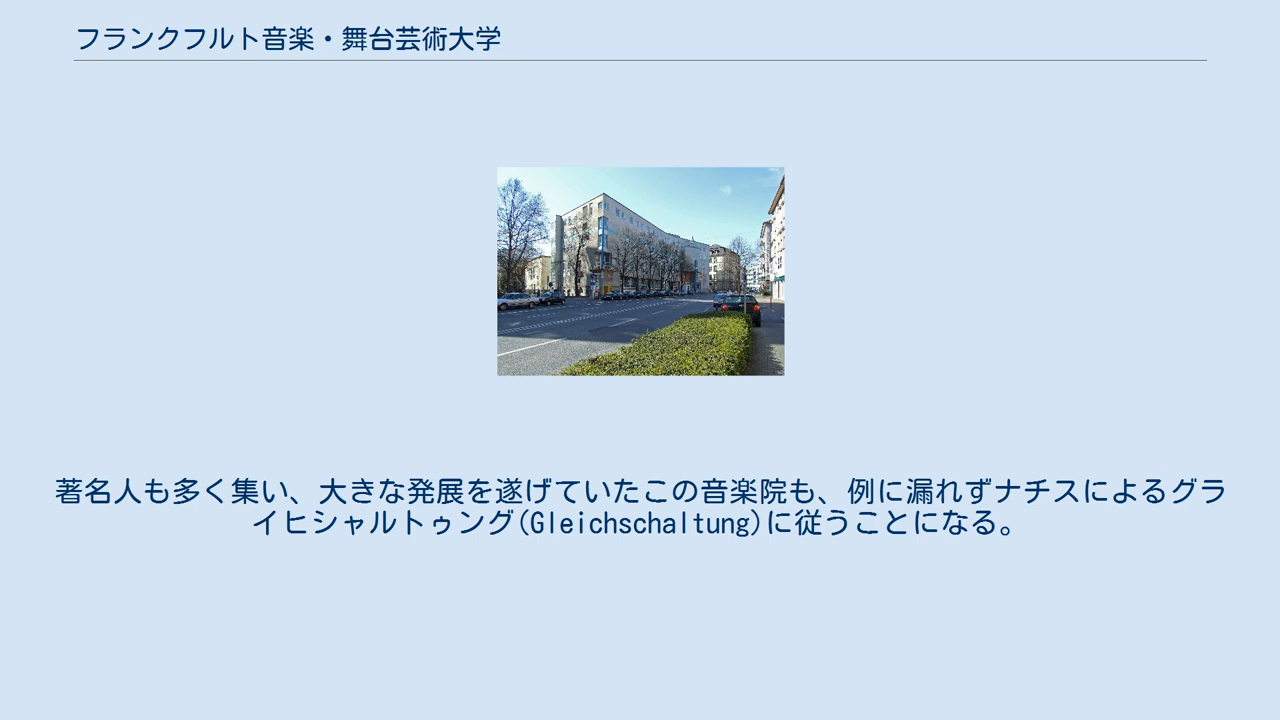 フランクフルト音楽・舞台芸術大学
著名人も多く集い、大きな発展を遂げていたこの音楽院も、例に漏れずナチスによるグラ
イヒシャルトゥング(Gleichschaltung)に従うことになる。